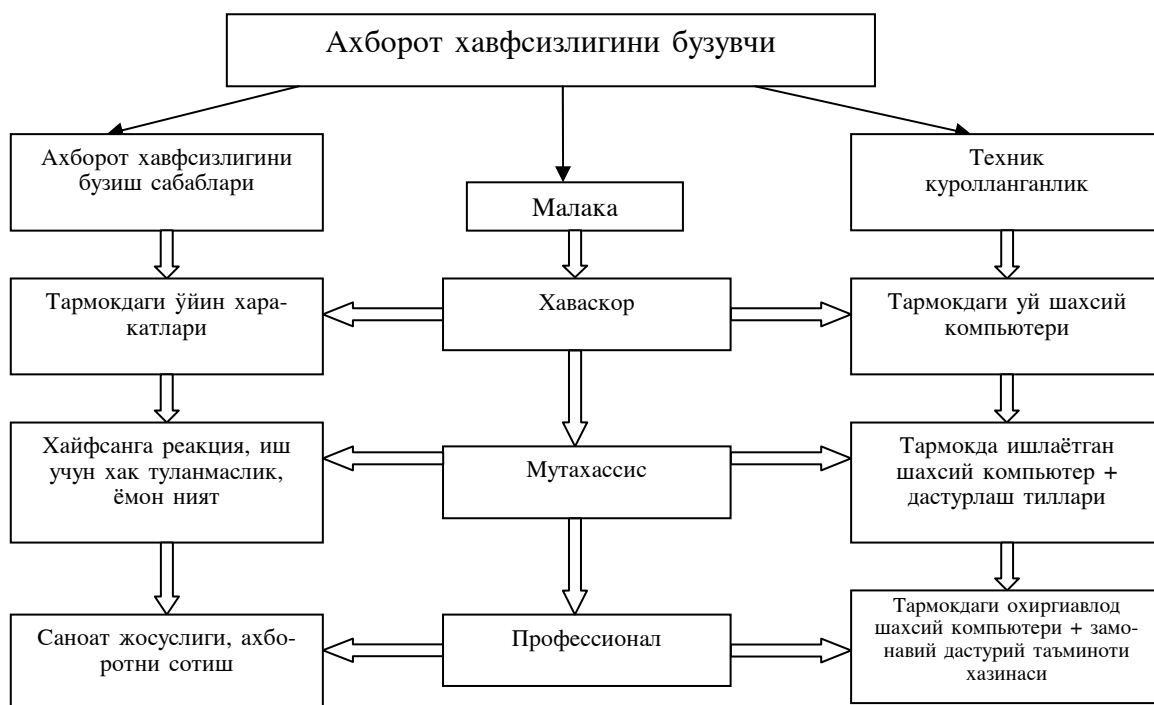 Ахборот хавфсизлигини бузувчи
Ахборот хавфсизлигини
бузиш сабаблари
Малака
Техник
куролланганлик
Тармокдаги ўйин хара-
катлари
Хаваскор
Тармокдаги уй шахсий
компьютери
Хайфсанга реакция, иш
учун хак туланмаслик,
ёмон ният
Мутахассис
Тармокда ишлаётган
шахсий компьютер +
дастурлаш тиллари
Саноат жосуслиги, ахбо-
ротни сотиш
Профессионал
Тармокдаги охиргиавлод
шахсий компьютери + замо-
навий дастурий таъминоти
хазинаси